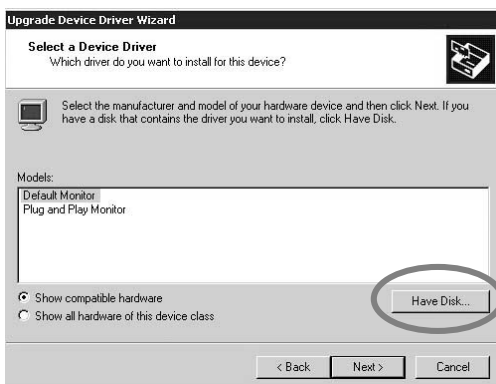 Upgrade Device Driver Wizard
Select a Device Driver
Which driver do you want to install for this device?
Select the manufacturer and model of your hardware device and then click Next. If you
have a disk that contains the driver you want to install, click Have Disk.
Models:
Default Monitor
Plug and Play Monitor
Show compatible hardware
Show all hardware of this device class
Have Disk...
< Back
Next >
Cancel